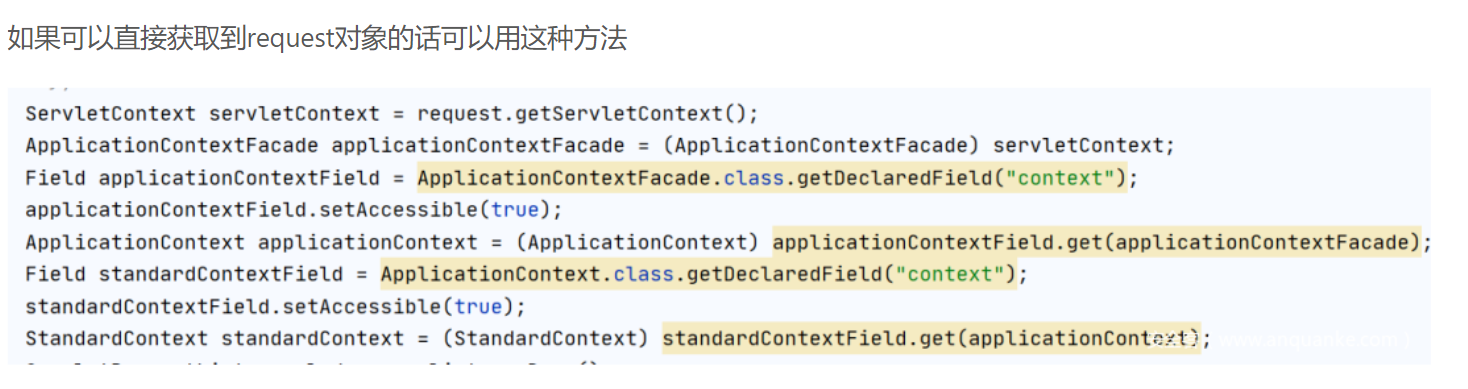 如果可以直接获取到request对象的话可以用这种方法
ServletContext servletContext = request.getServletContext();
ApplicationContextFacade applicationContextFacade = (ApplicationContextFacade) servletContext;
Field applicationContextField = ApplicationContextFacade.class.getDeclaredField("context");
applicationContextField.setAccessible(true);
ApplicationContext applicationContext = (ApplicationContext) applicationContextField.get(applicationContextFacade);
Field standardContextField = ApplicationContext.class.getDeclaredField("context");
standardContextField.setAccessible(true);
StandardContext standardContext = (StandardContext) standardContextField.get(applicationContext);
www.anquanke.com